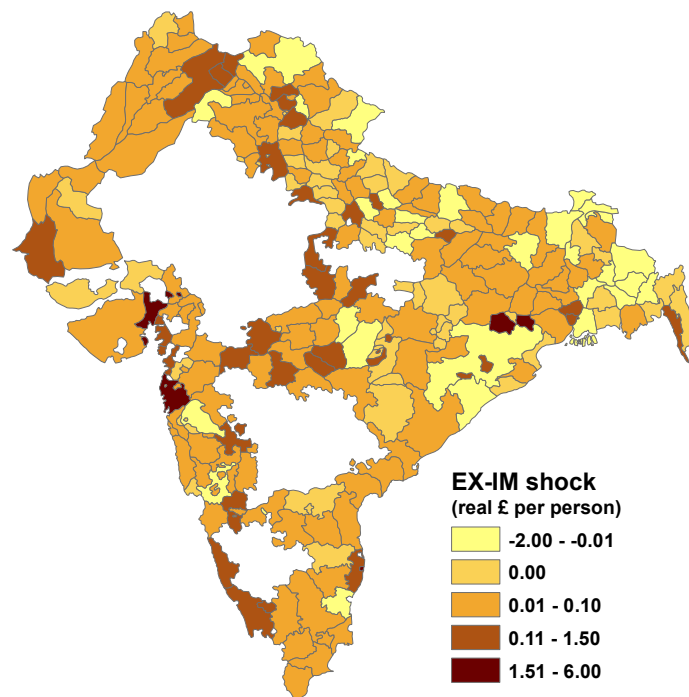 EX-IM shock
(real £ per person)
-2.00 - -0.01
0.00
0.01 - 0.10
0.11 - 1.50
1.51 - 6.00